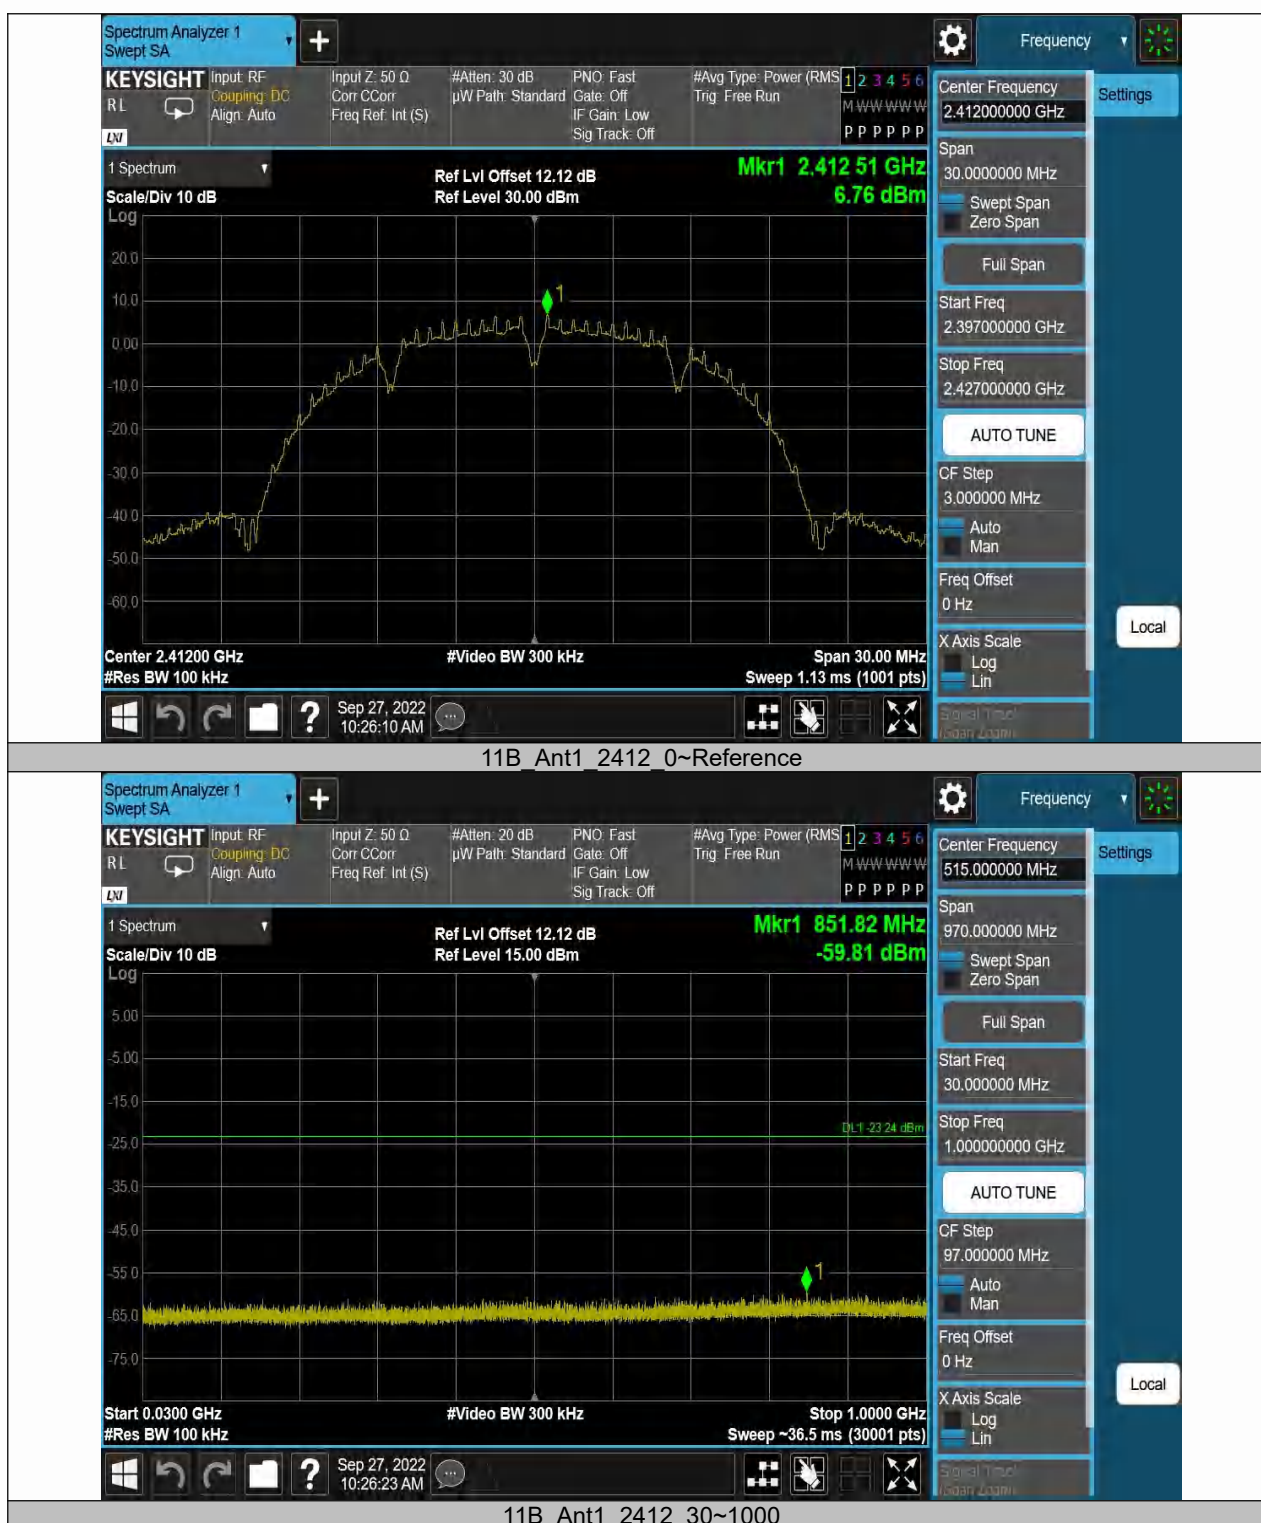 Spectrum Analyzer 1
Swept SA
Frequency
KEYSIGHT
R L
LXI
Input: RF
Coupling: DC
Align: Auto
Input Z: 50 Ω
Corr CCorr
Freq Ref: Int (S)
#Atten: 30 dB
µW Path: Standard
PNO: Fast
Gate: Off
IF Gain: Low
Sig Track: Off
#Avg Type: Power (RMS
Trig: Free Run
1 2 3 4 5 6
M W W W W W
P P P P P P
1 Spectrum
Scale/Div 10 dB
Ref Lvl Offset 12.12 dB
Ref Level 30.00 dBm
Mkr1 2.412 51 GHz
6.76 dBm
Log
20.0
10.0
0.00
-10.0
-20.0
-30.0
-40.0
-50.0
-60.0
1
Center 2.41200 GHz
#Res BW 100 kHz
#Video BW 300 kHz
Span 30.00 MHz
Sweep 1.13 ms (1001 pts)
Center Frequency
2.412000000 GHz
Settings
Span
30.0000000 MHz
Swept Span
Zero Span
Full Span
Start Freq
2.397000000 GHz
Stop Freq
2.427000000 GHz
AUTO TUNE
CF Step
3.000000 MHz
Auto
Man
Freq Offset
0 Hz
X Axis Scale
Log
Lin
Signal Track
(Span Zoom)
Local
?
Sep 27, 2022
10:26:10 AM
11B_Ant1_2412_0~Reference
Spectrum Analyzer 1
Swept SA
Frequency
KEYSIGHT
R L
LXI
Input: RF
Coupling: DC
Align: Auto
Input Z: 50 Ω
Corr CCorr
Freq Ref: Int (S)
#Atten: 20 dB
µW Path: Standard
PNO: Fast
Gate: Off
IF Gain: Low
Sig Track: Off
#Avg Type: Power (RMS
Trig: Free Run
1 2 3 4 5 6
M W W W W W
P P P P P P
1 Spectrum
Scale/Div 10 dB
Ref Lvl Offset 12.12 dB
Ref Level 15.00 dBm
Mkr1 851.82 MHz
-59.81 dBm
Log
5.00
-5.00
-15.0
-25.0
-35.0
-45.0
-55.0
-65.0
-75.0
DL1 -23.24 dBm
1
Start 0.0300 GHz
#Res BW 100 kHz
#Video BW 300 kHz
Stop 1.0000 GHz
Sweep ~36.5 ms (30001 pts)
Center Frequency
515.000000 MHz
Settings
Span
970.000000 MHz
Swept Span
Zero Span
Full Span
Start Freq
30.000000 MHz
Stop Freq
1.000000000 GHz
AUTO TUNE
CF Step
97.000000 MHz
Auto
Man
Freq Offset
0 Hz
X Axis Scale
Log
Lin
Signal Track
(Span Zoom)
Local
?
Sep 27, 2022
10:26:23 AM
11B_Ant1_2412_30~1000